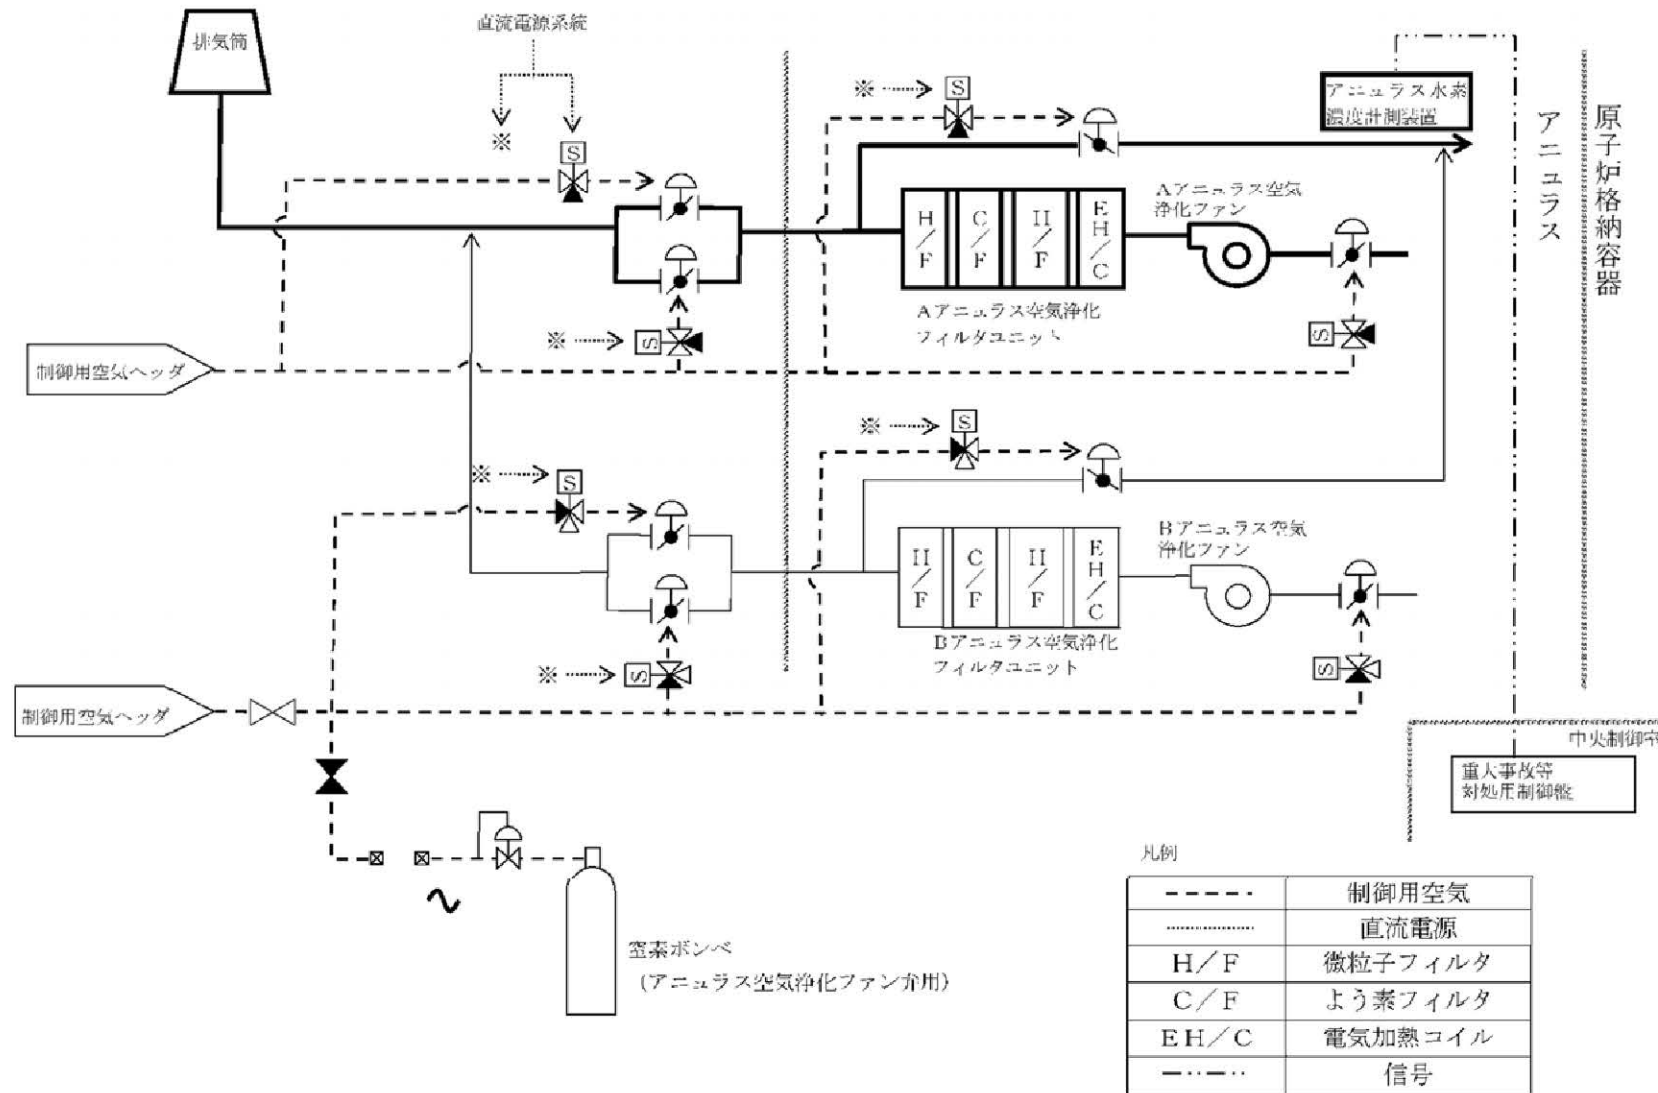 排気筒
直流電源系統
※
S
※
S
アニュラス水素
濃度計測装置
アニュラス
原子炉格納容器
S
H/F
C/F
H/F
EH/C
Aアニュラス空気
浄化ファン
Aアニュラス空気浄化
フィルタユニット
※
S
S
制御用空気ヘッダ
※
S
※
S
H/F
C/F
H/F
EH/C
Bアニュラス空気
浄化ファン
Bアニュラス空気浄化
フィルタユニット
※
S
S
制御用空気ヘッダ
中央制御室
重大事故等
対処用制御盤
窒素ボンベ
(アニュラス空気浄化ファン弁用)
凡例
制御用空気
直流電源
H/F 微粒子フィルタ
C/F よう素フィルタ
EH/C 電気加熱コイル
信号